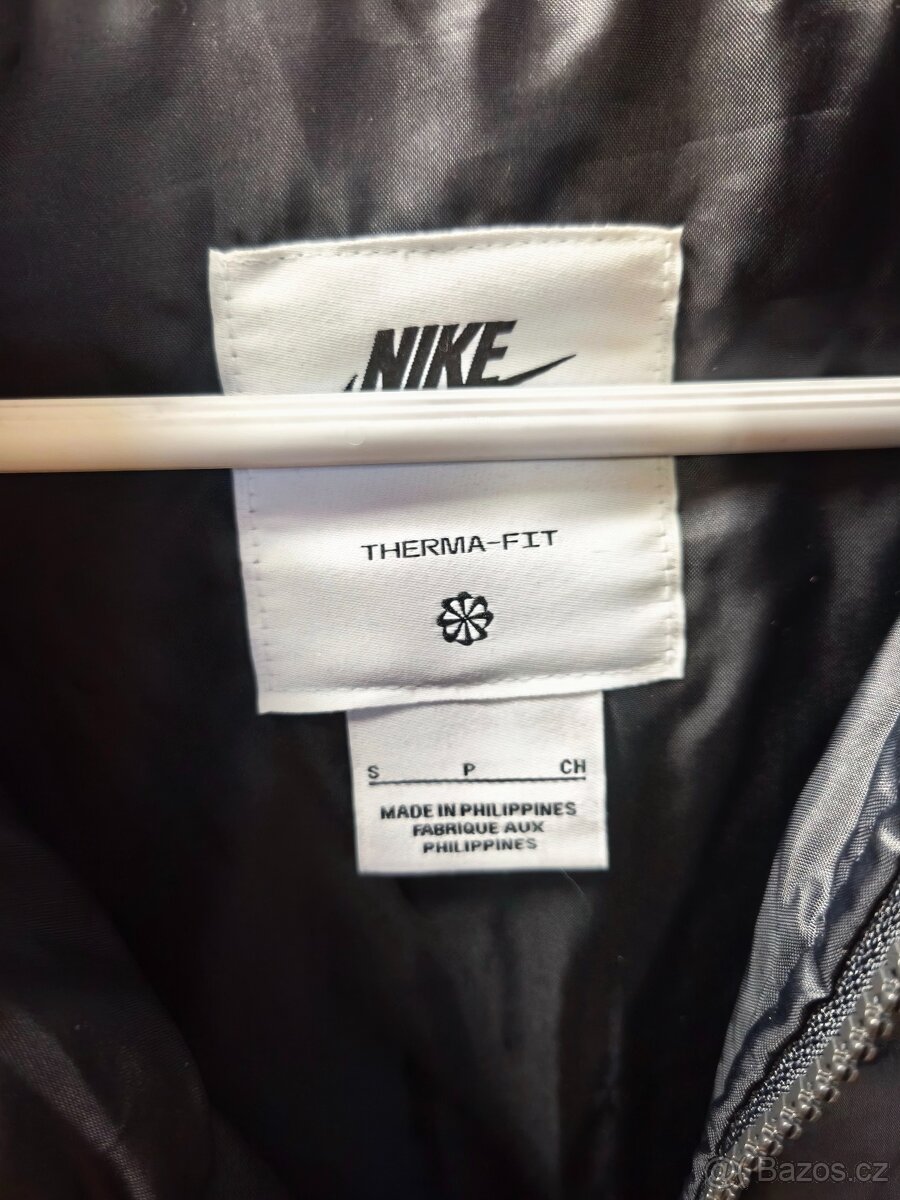 NIKE
THERMA-FIT
S P CH
MADE IN PHILIPPINES
FABRIQUE AUX
PHILIPPINES
Bazos.cz